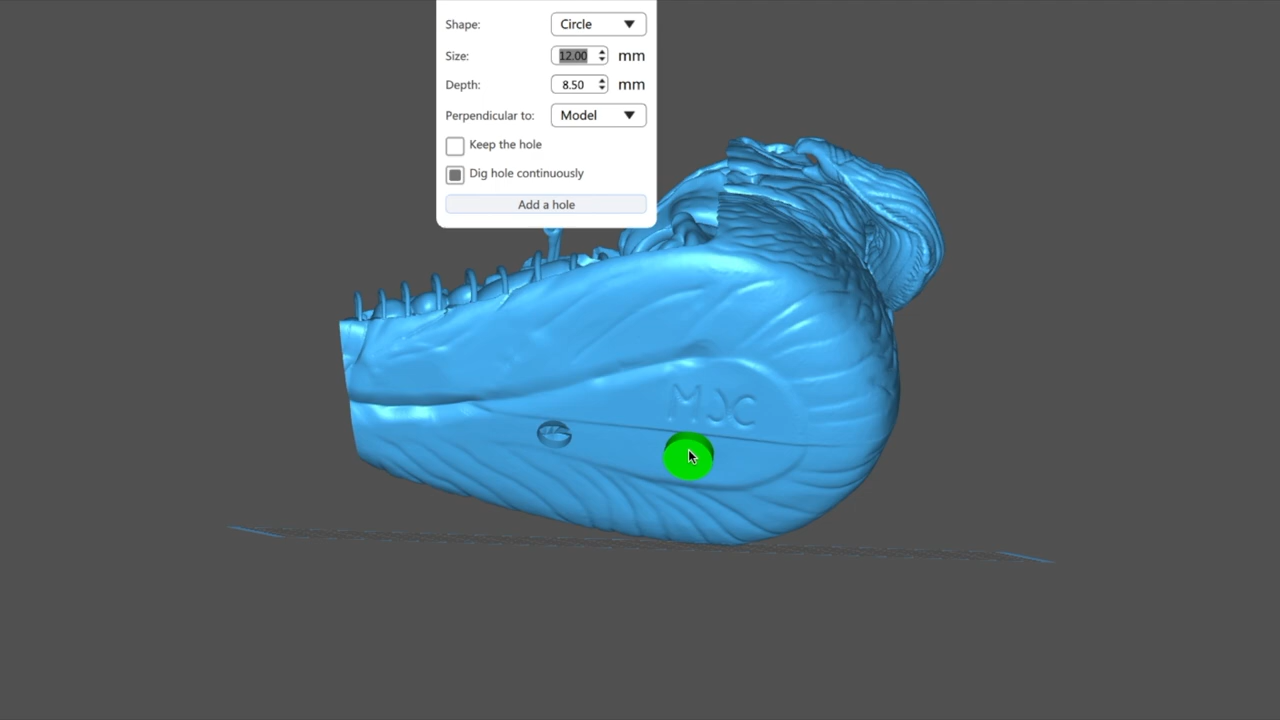 Shape: Circle
Size: 12.00 mm
Depth: 8.50 mm
Perpendicular to: Model
Keep the hole
Dig hole continuously
Add a hole
MJC